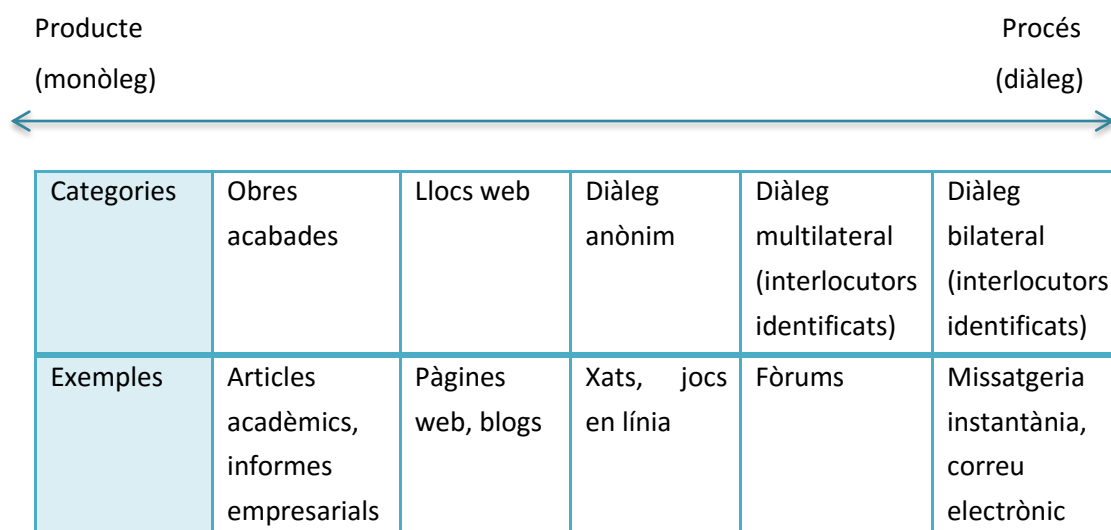 Producte
Procés
(monòleg)
(diàleg)
Categories
Obres
acabades
Llocs web
Diàleg
anònim
Diàleg
multilateral
(interlocutors
identificats)
Diàleg
bilateral
(interlocutors
identificats)
Exemples
Articles
acadèmics,
informes
empresarials
Pàgines
web, blogs
Xats, jocs
en línia
Fòrums
Missatgeria
instantània,
correu
electrònic